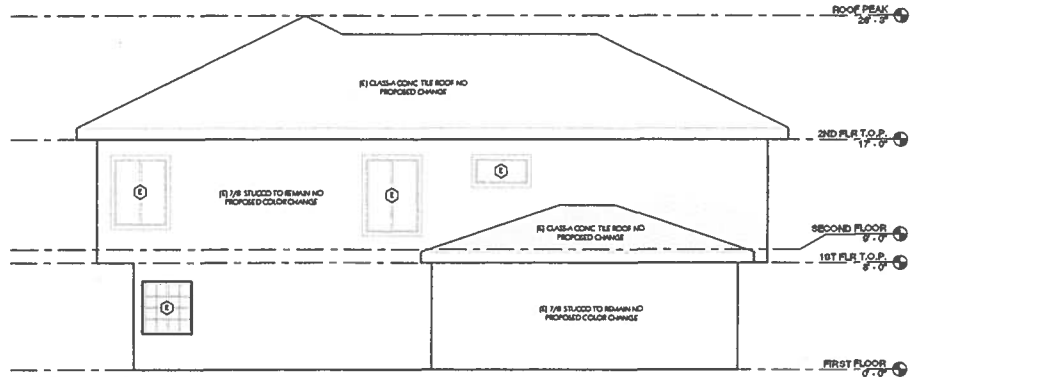 ROOF PEAK
(E) CLASS-A CONC TILE ROOF NO
PROPOSED CHANGE
2ND FLR T.O.P.
17' - 0"
E
E
E
(E) 7/8 STUCCO TO REMAIN NO
PROPOSED COLOR CHANGE
(E) CLASS-A CONC TILE ROOF NO
PROPOSED CHANGE
SECOND FLOOR
9' - 0"
1ST FLR T.O.P.
8' - 0"
E
(E) 7/8 STUCCO TO REMAIN NO
PROPOSED COLOR CHANGE
FIRST FLOOR
0' - 0"